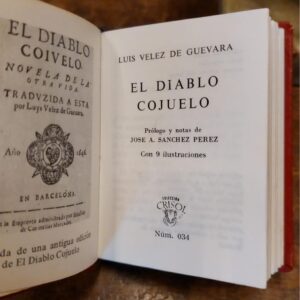 EL DIABLO
COIVELO.
NOVELA DE LA
OTRA VIDA.
TRADVZIDA A ESTA
por Luys Velez de Guevara.
Año 1646.
EN BARCELONA.
da de una antigua edición
de El Diablo Cojuelo
LUIS VELEZ DE GUEVARA
EL DIABLO
COJUELO
Prólogo y notas de
JOSE A. SANCHEZ PEREZ
Con 9 ilustraciones
COLECCION
CRISOL
Núm. 034